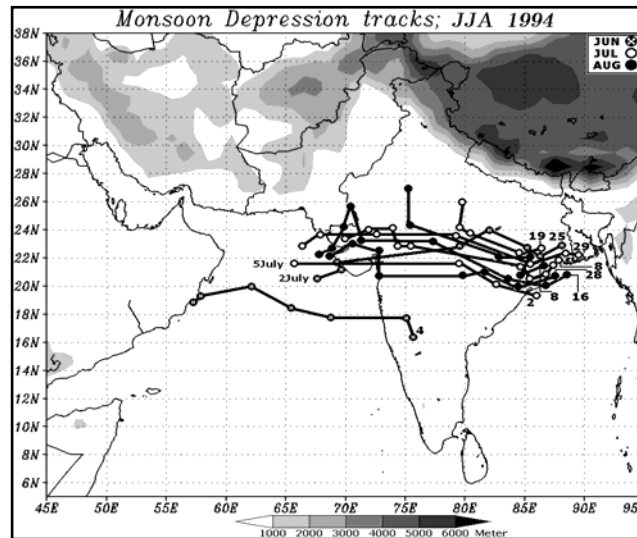 Monsoon Depression tracks; JJA 1994
38N
36N
34N
32N
30N
28N
26N
24N
22N
20N
18N
16N
14N
12N
10N
8N
6N
JUN
JUL
AUG
19 25
29
5July
2July
8
28
2
8
16
4
45E 50E 55E 60E 65E 70E 75E 80E 85E 90E 95E
1000 2000 3000 4000 5000 6000 Meter